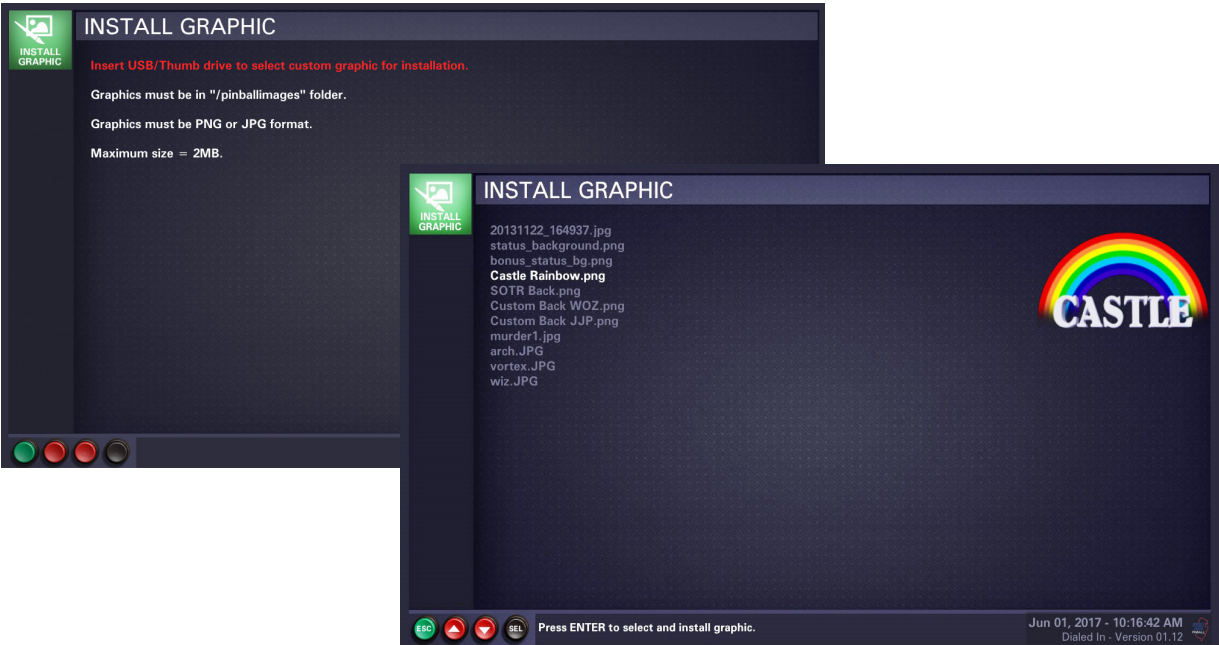 INSTALL GRAPHIC
INSTALL
GRAPHIC
Insert USB/Thumb drive to select custom graphic for installation.
Graphics must be in "/pinballimages" folder.
Graphics must be PNG or JPG format.
Maximum size = 2MB.
INSTALL GRAPHIC
INSTALL
GRAPHIC
20131122_164937.jpg
status_background.png
bonus_status_bg.png
Castle Rainbow.png
SOTR Back.png
Custom Back WOZ.png
Custom Back JJP.png
murder1.jpg
arch.JPG
vortex.JPG
wiz.JPG
CASTLE
ESC
SEL
Press ENTER to select and install graphic.
Jun 01, 2017 - 10:16:42 AM
Dialed In - Version 01.12